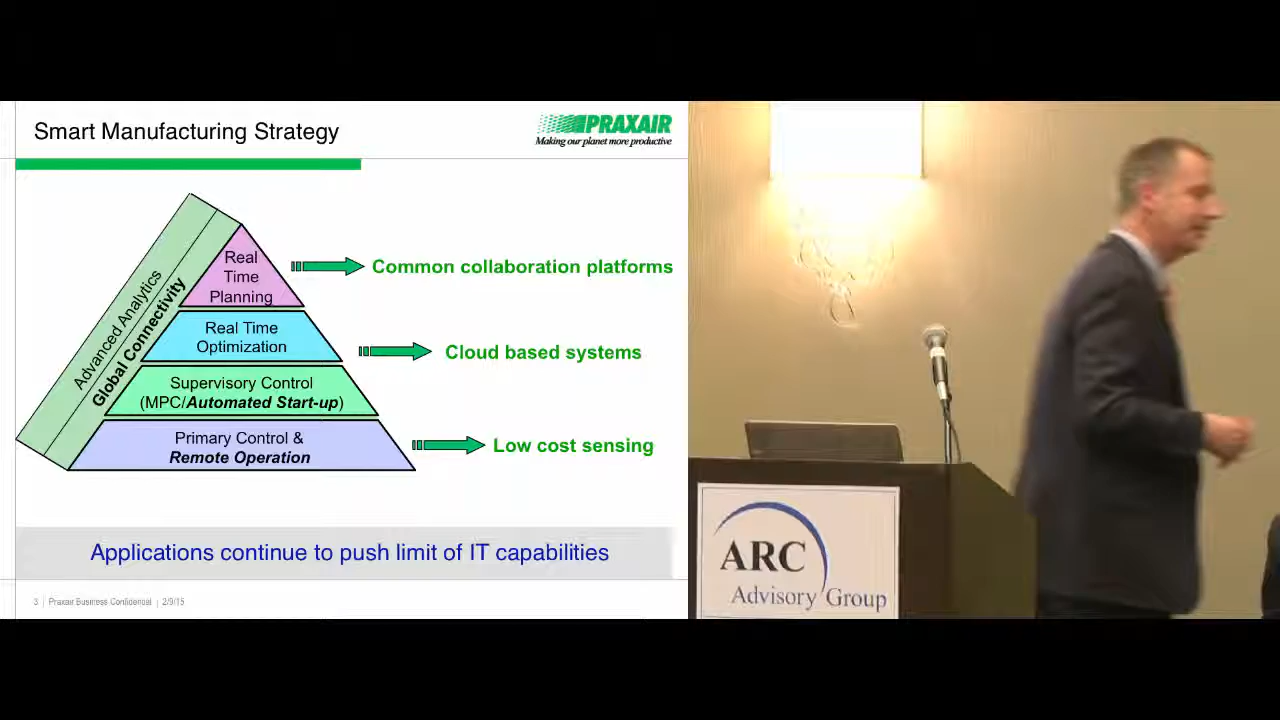 Smart Manufacturing Strategy
PRAXAIR
Making our planet more productive
Advanced Analytics
Global Connectivity
Real
Time
Planning
Common collaboration platforms
Real Time
Optimization
Cloud based systems
Supervisory Control
(MPC/Automated Start-up)
Primary Control &
Remote Operation
Low cost sensing
Applications continue to push limit of IT capabilities
3 | Praxair Business Confidential | 2/9/15
ARC
Advisory Group